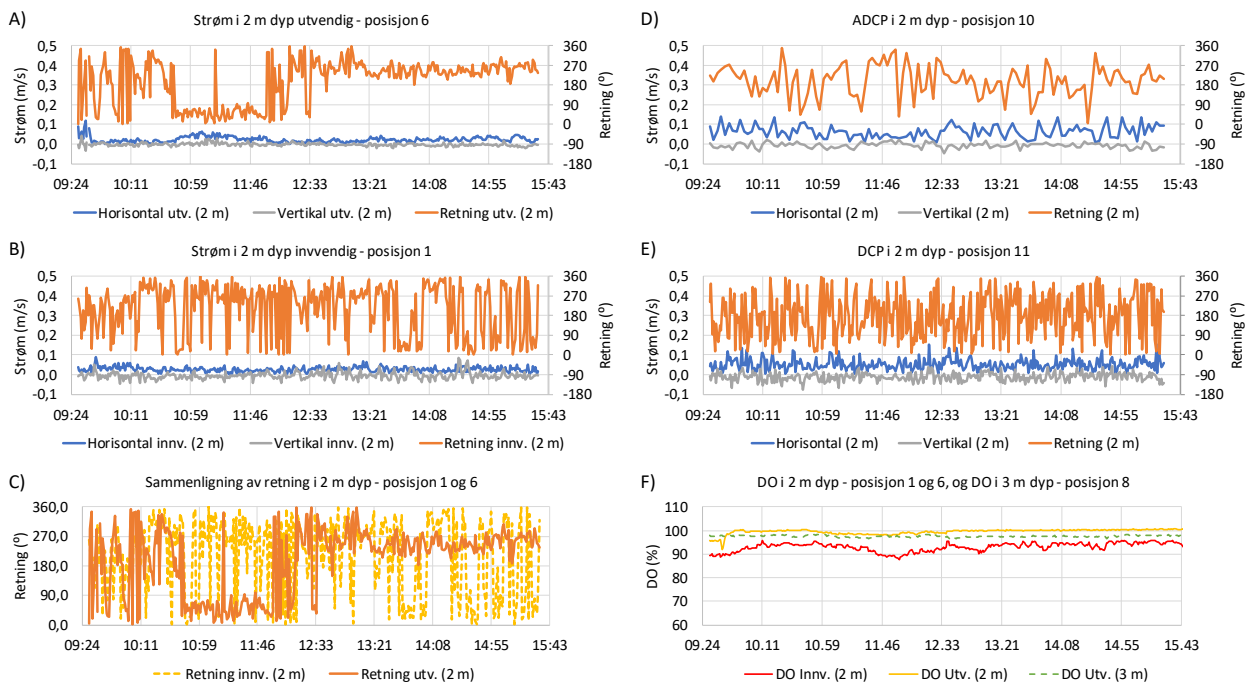 A)
Strøm i 2 m dyp utvendig - posisjon 6
0,5
0,4
0,3
0,2
0,1
0,0
-0,1
Strøm (m/s)
360
270
180
90
0
-90
-180
Retning (⁰)
09:24 10:11 10:59 11:46 12:33 13:21 14:08 14:55 15:43
Horisontal utv. (2 m) Vertikal utv. (2 m) Retning utv. (2 m)
D)
ADCP i 2 m dyp - posisjon 10
0,5
0,4
0,3
0,2
0,1
0,0
-0,1
Strøm (m/s)
360
270
180
90
0
-90
-180
Retning (⁰)
09:24 10:11 10:59 11:46 12:33 13:21 14:08 14:55 15:43
Horisontal (2 m) Vertikal (2 m) Retning (2 m)
B)
Strøm i 2 m dyp invvendig - posisjon 1
0,5
0,4
0,3
0,2
0,1
0,0
-0,1
Strøm (m/s)
360
270
180
90
0
-90
-180
Retning (⁰)
09:24 10:11 10:59 11:46 12:33 13:21 14:08 14:55 15:43
Horisontal innv. (2 m) Vertikal innv. (2 m) Retning innv. (2 m)
E)
DCP i 2 m dyp - posisjon 11
0,5
0,4
0,3
0,2
0,1
0,0
-0,1
Strøm (m/s)
360
270
180
90
0
-90
-180
Retning (⁰)
09:24 10:11 10:59 11:46 12:33 13:21 14:08 14:55 15:43
Horisontal (2 m) Vertikal (2 m) Retning (2 m)
C)
Sammenligning av retning i 2 m dyp - posisjon 1 og 6
360,0
270,0
180,0
90,0
0,0
Retning (⁰)
09:24 10:11 10:59 11:46 12:33 13:21 14:08 14:55 15:43
Retning innv. (2 m) Retning utv. (2 m)
F)
DO i 2 m dyp - posisjon 1 og 6, og DO i 3 m dyp - posisjon 8
110
100
90
80
70
60
DO (%)
09.24 10:11 10:59 11.46 12:33 13:21 14:08 14:55 15:43
DO Innv. (2 m) DO Utv. (2 m) DO Utv. (3 m)